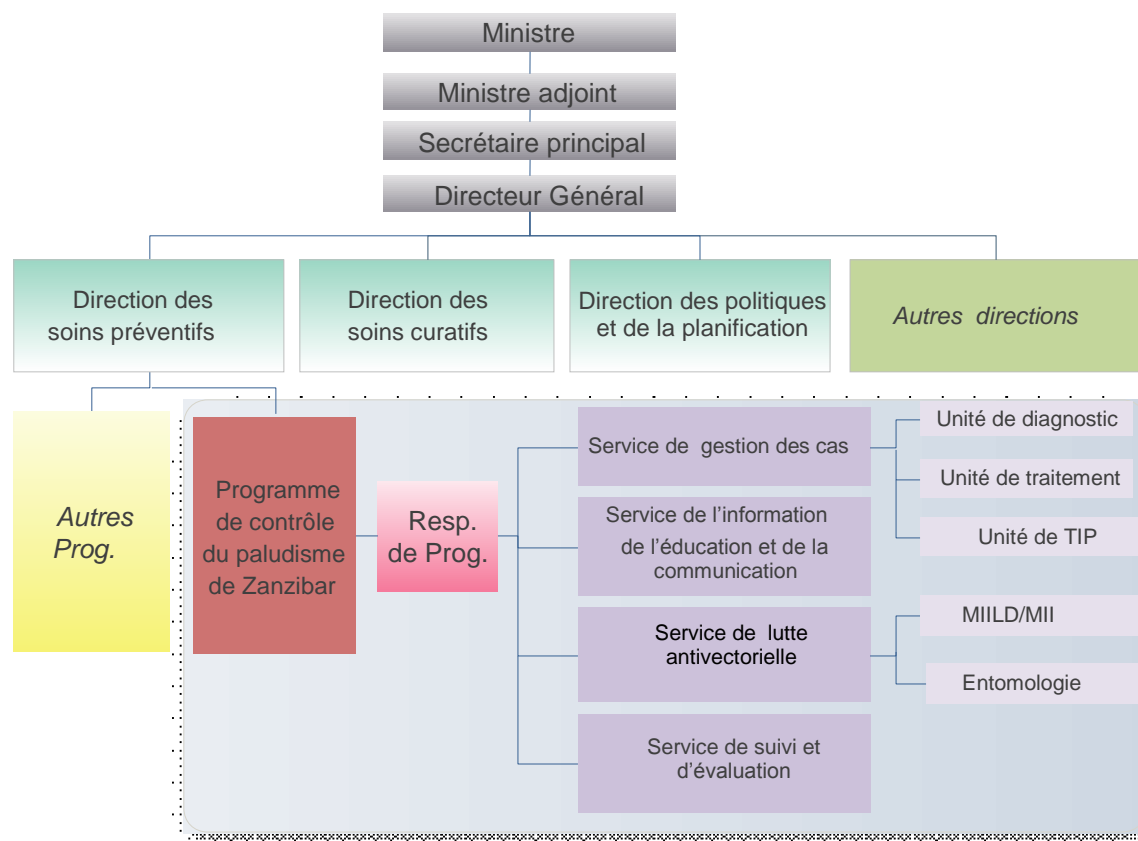 Ministre
Ministre adjoint
Secrétaire principal
Directeur Général
Direction des
soins préventifs
Direction des
soins curatifs
Direction des politiques
et de la planification
Autres directions
Autres
Prog.
Programme
de contrôle
du paludisme
de Zanzibar
Resp.
de Prog.
Service de gestion des cas
Service de l’information
de l’éducation et de la
communication
Service de lutte
antivectorielle
Service de suivi et
d’évaluation
Unité de diagnostic
Unité de traitement
Unité de TIP
MIILD/MII
Entomologie